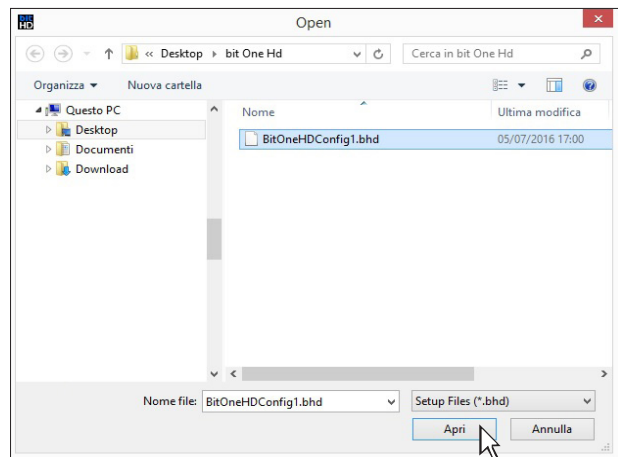 bit HD
Open
« Desktop bit One Hd
Cerca in bit One Hd
Organizza
Nuova cartella
Questo PC
Desktop
Documenti
Download
Nome
Ultima modifica
BitOneHDConfig1.bhd
05/07/2016 17:00
Nome file:
BitOneHDConfig1.bhd
Setup Files (*.bhd)
Apri
Annulla